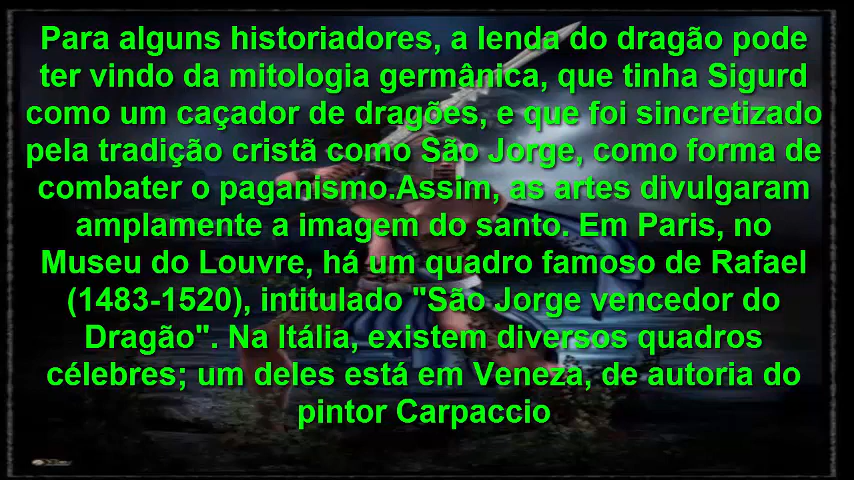 Para alguns historiadores, a lenda do dragão pode
ter vindo da mitologia germânica, que tinha Sigurd
como um caçador de dragões, e que foi sincretizado
pela tradição cristã como São Jorge, como forma de
combater o paganismo.Assim, as artes divulgaram
amplamente a imagem do santo. Em Paris, no
Museu do Louvre, há um quadro famoso de Rafael
(1483-1520), intitulado "São Jorge vencedor do
Dragão". Na Itália, existem diversos quadros
célebres; um deles está em Veneza, de autoria do
pintor Carpaccio